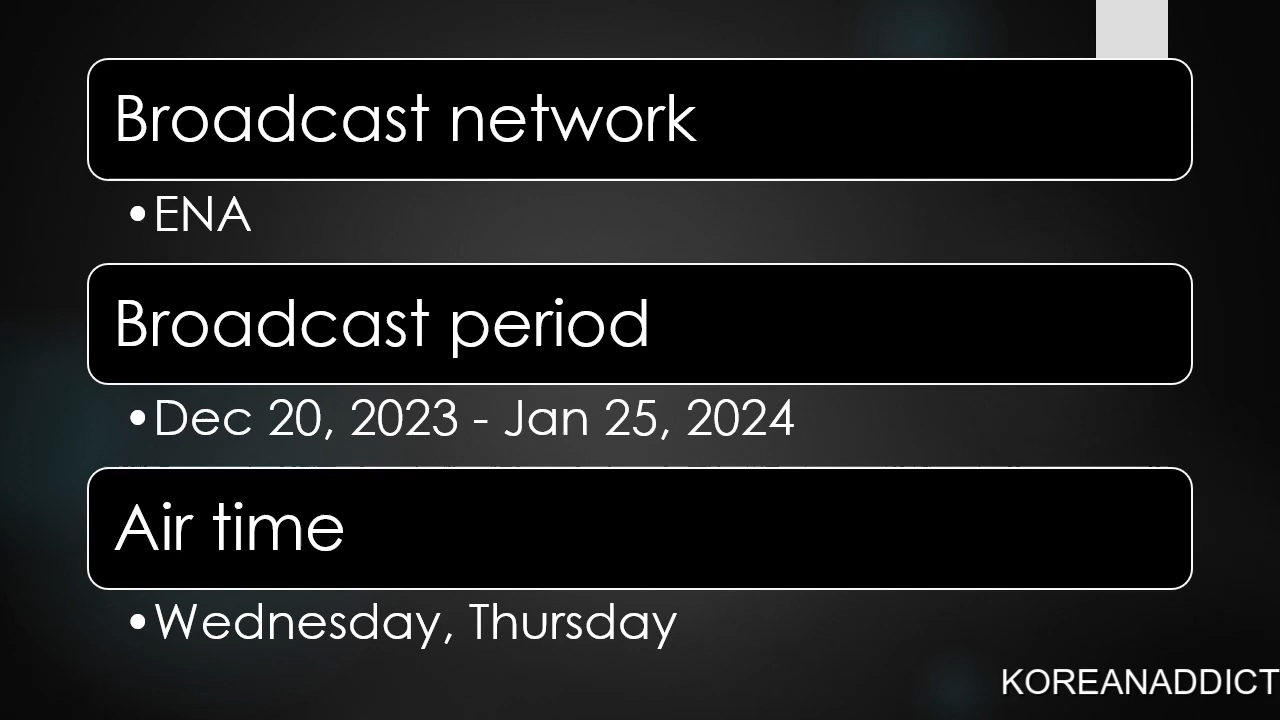 Broadcast network
•ENA
Broadcast period
•Dec 20, 2023 - Jan 25, 2024
Air time
•Wednesday, Thursday
KOREANADDICT